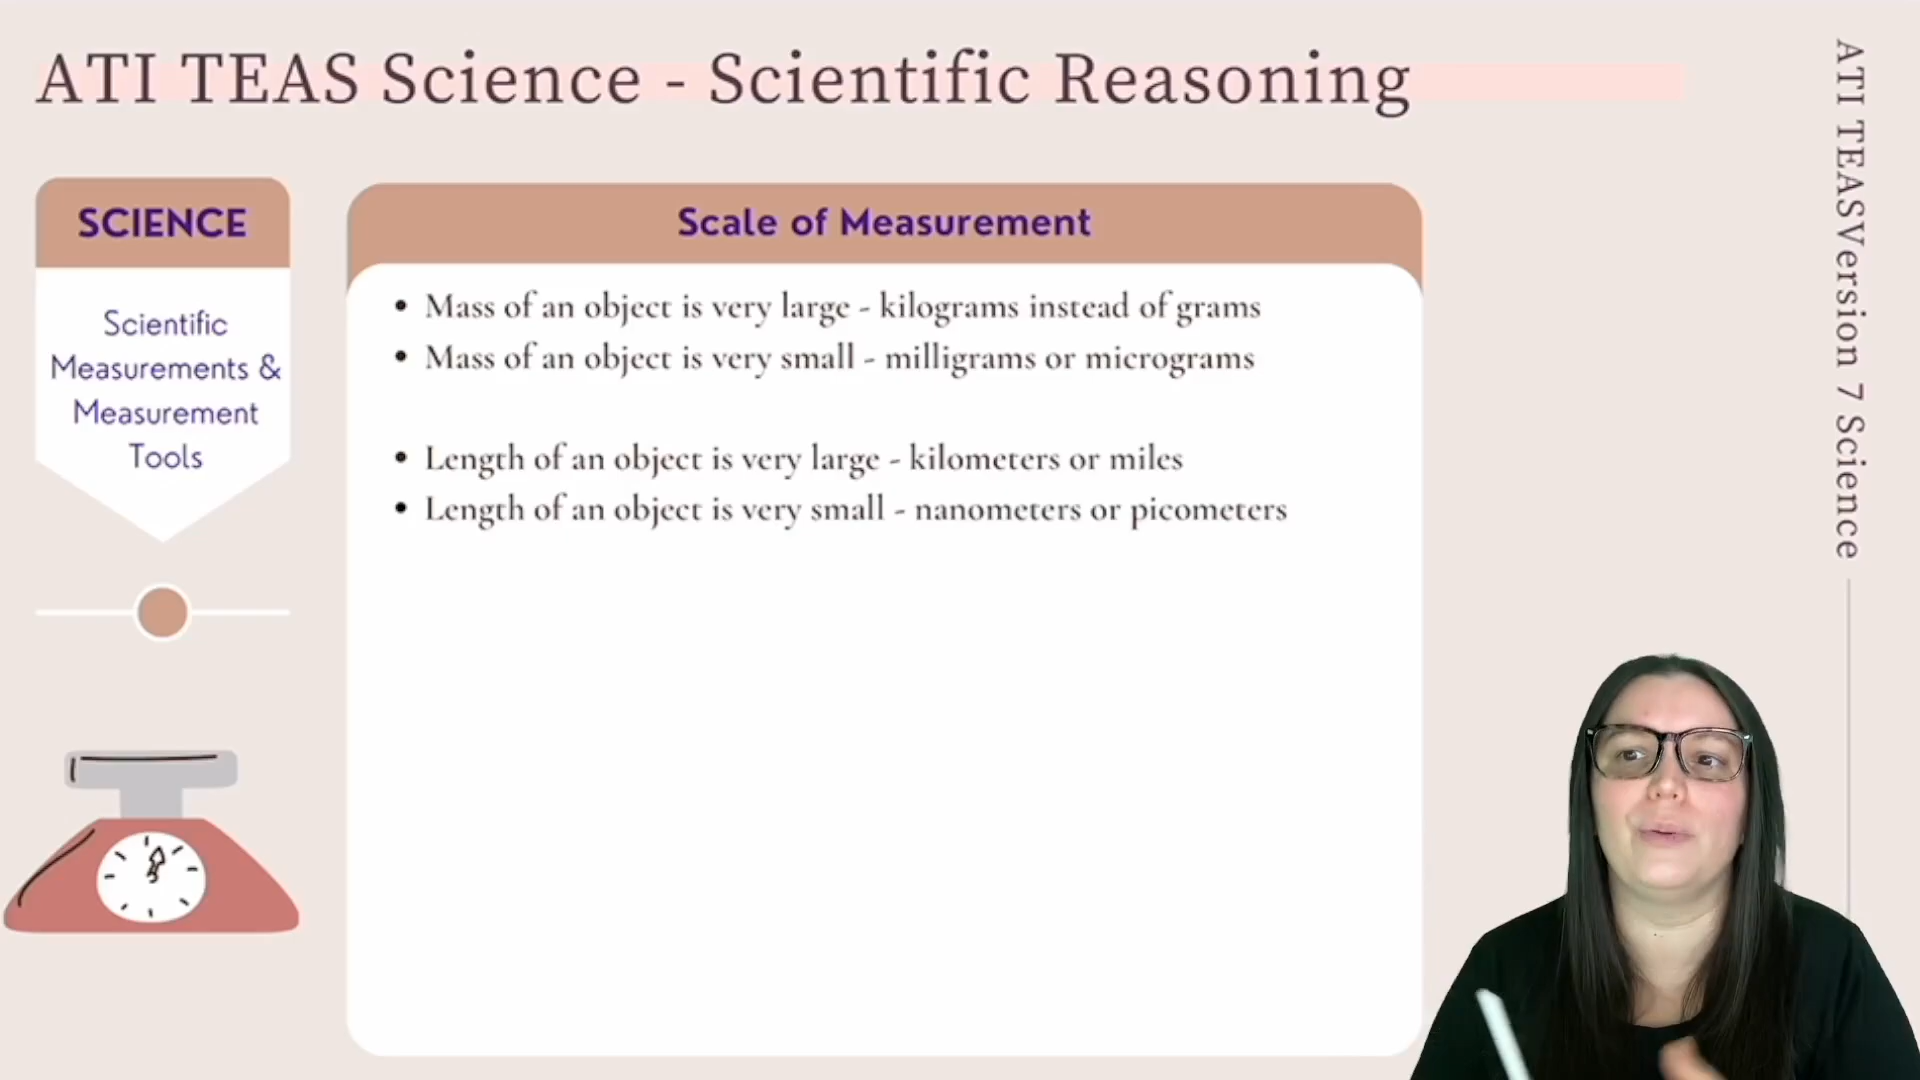 ATI TEAS Science - Scientific Reasoning
SCIENCE
Scientific
Measurements &
Measurement
Tools
Scale of Measurement
• Mass of an object is very large - kilograms instead of grams
• Mass of an object is very small - milligrams or micrograms
• Length of an object is very large - kilometers or miles
• Length of an object is very small - nanometers or picometers
ATI TEASVersion 7 Science